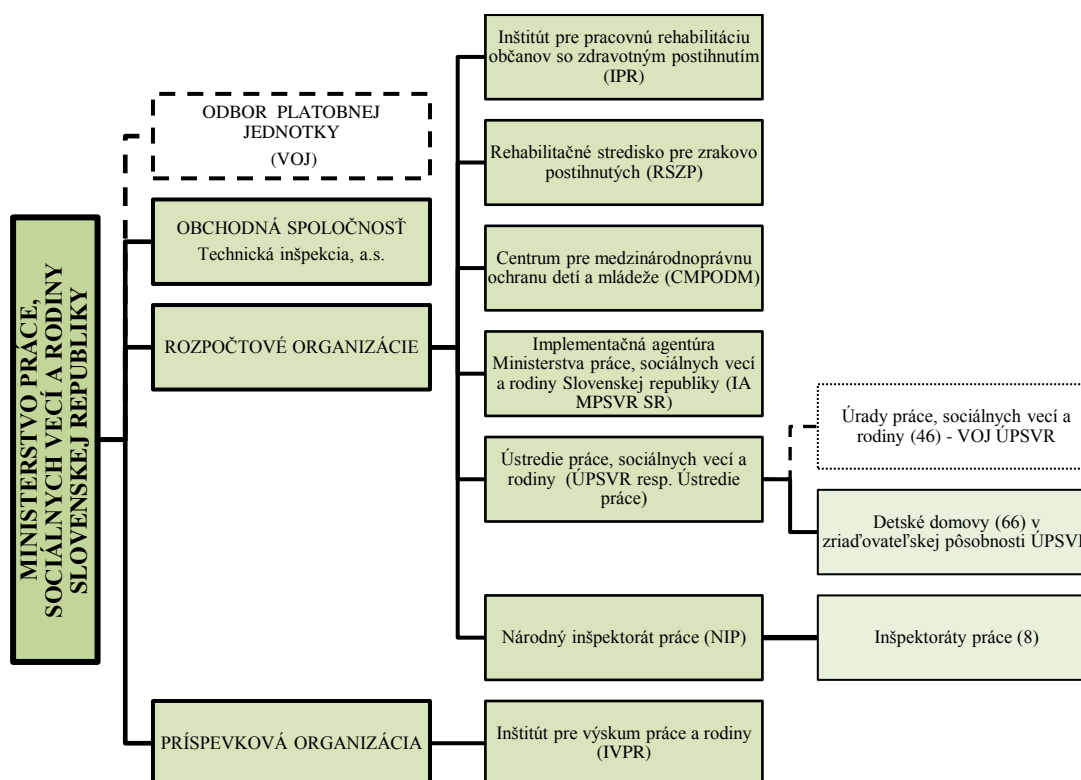 MINISTERSTVO PRÁCE,
SOCIÁLNYCH VECÍ A RODINY
SLOVENSKEJ REPUBLIKY
ODBOR PLATOBNEJ
JEDNOTKY
(VOJ)
OBCHODNÁ SPOLOČNOSŤ
Technická inšpekcia, a.s.
ROZPOČTOVÉ ORGANIZÁCIE
PRÍSPEVKOVÁ ORGANIZÁCIA
Inštitút pre pracovnú rehabilitáciu
občanov so zdravotným postihnutím
(IPR)
Rehabilitačné stredisko pre zrakovo
postihnutých (RSZP)
Centrum pre medzinárodnoprávnu
ochranu detí a mládeže (CMPODM)
Implementačná agentúra
Ministerstva práce, sociálnych vecí
a rodiny Slovenskej republiky (IA
MPSVR SR)
Ústredie práce, sociálnych vecí a
rodiny (ÚPSVR resp. Ústredie
práce)
Národný inšpektorát práce (NIP)
Inštitút pre výskum práce a rodiny
(IVPR)
Úrady práce, sociálnych vecí a
rodiny (46) - VOJ ÚPSVR
Detské domovy (66) v
zriaďovateľskej pôsobnosti
Inšpektoráty práce (8)